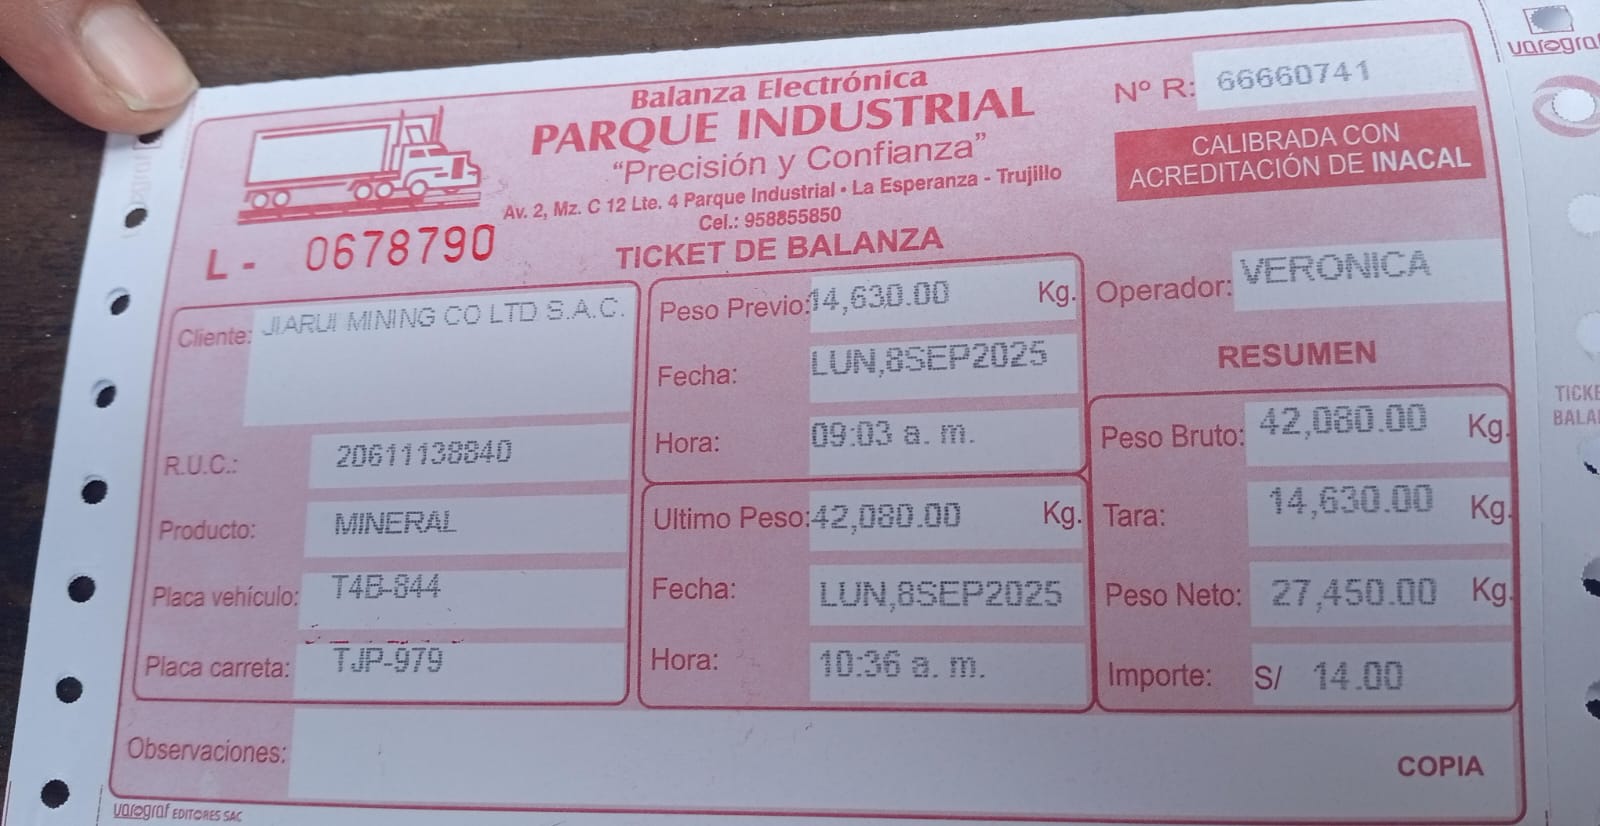 Balanza Electrónica
PARQUE INDUSTRIAL
"Precisión y Confianza"
Av. 2, Mz. C 12 Lte. 4 Parque Industrial • La Esperanza - Trujillo
Cel.: 958855850
Nº R: 66660741
CALIBRADA CON
ACREDITACIÓN DE INACAL
L - 0678790
TICKET DE BALANZA
Cliente: JIARUI MINING CO LTD S.A.C.
R.U.C.: 20611138840
Producto: MINERAL
Placa vehículo: T4B-844
Placa carreta: TJP-979
Peso Previo: 14,630.00 Kg.
Fecha: LUN,8SEP2025
Hora: 09:03 a. m.
Ultimo Peso: 42,080.00 Kg.
Fecha: LUN,8SEP2025
Hora: 10:36 a. m.
Operador: VERONICA
RESUMEN
Peso Bruto: 42,080.00 Kg.
Tara: 14,630.00 Kg.
Peso Neto: 27,450.00 Kg.
Importe: S/ 14.00
Observaciones:
COPIA
varograf EDITORES SAC